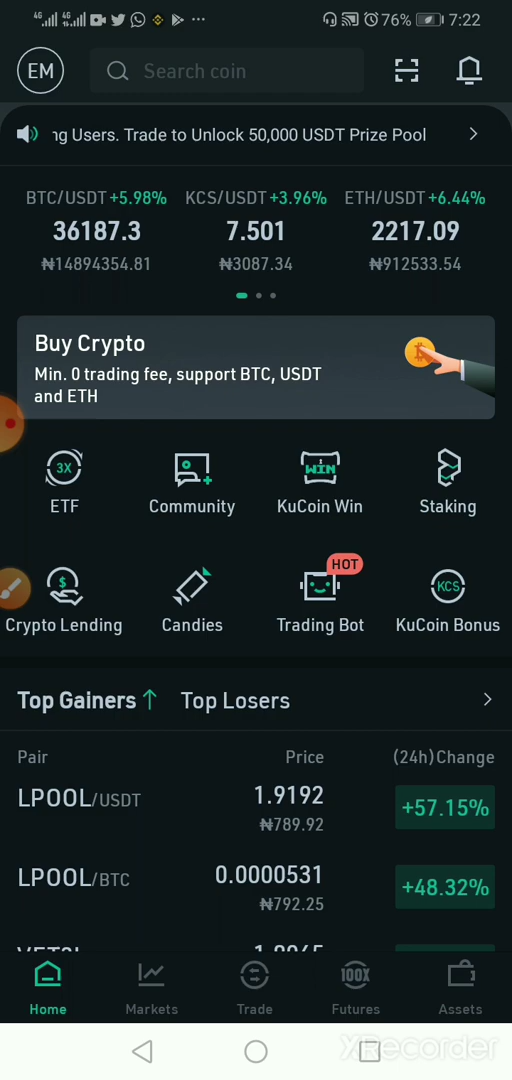 4G 4G 76% 7:22
EM Search coin
ng Users. Trade to Unlock 50,000 USDT Prize Pool
BTC/USDT +5.98% KCS/USDT +3.96% ETH/USDT +6.44%
36187.3 7.501 2217.09
₦14894354.81 ₦3087.34 ₦912533.54
Buy Crypto
Min. 0 trading fee, support BTC, USDT
and ETH
3X WIN
ETF Community KuCoin Win Staking
HOT
$ KCS
Crypto Lending Candies Trading Bot KuCoin Bonus
Top Gainers Top Losers
Pair Price (24h)Change
LPOOL/USDT 1.9192 +57.15%
₦789.92
LPOOL/BTC 0.0000531 +48.32%
₦792.25
100X
Home Markets Trade Futures Assets
XRecorder